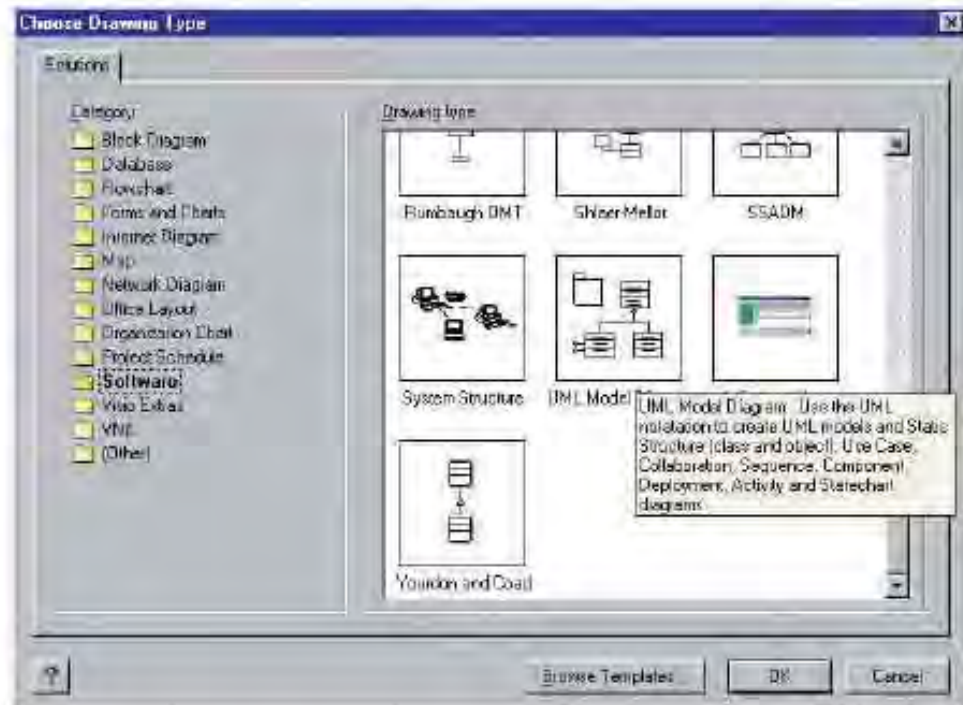 Choose Drawing Type
Solutions
Category:
Block Diagram
Database
Flowchart
Forms and Charts
Internet Diagram
Map
Network Diagram
Office Layout
Organization Chart
Project Schedule
Software
Visio Extras
(Other)
Drawing type
Rumbaugh OMT
Shlaer-Mellor
SSADM
System Structure
UML Model
UML Model Diagram Use the UML
notatation to create UML models and Static
Structure (class and object), Use Case,
Collaboration, Sequence, Component
Deployment, Activity and Statechart
diagrams
Yourdon and Coad
?
Browse Templates...
OK
Cancel